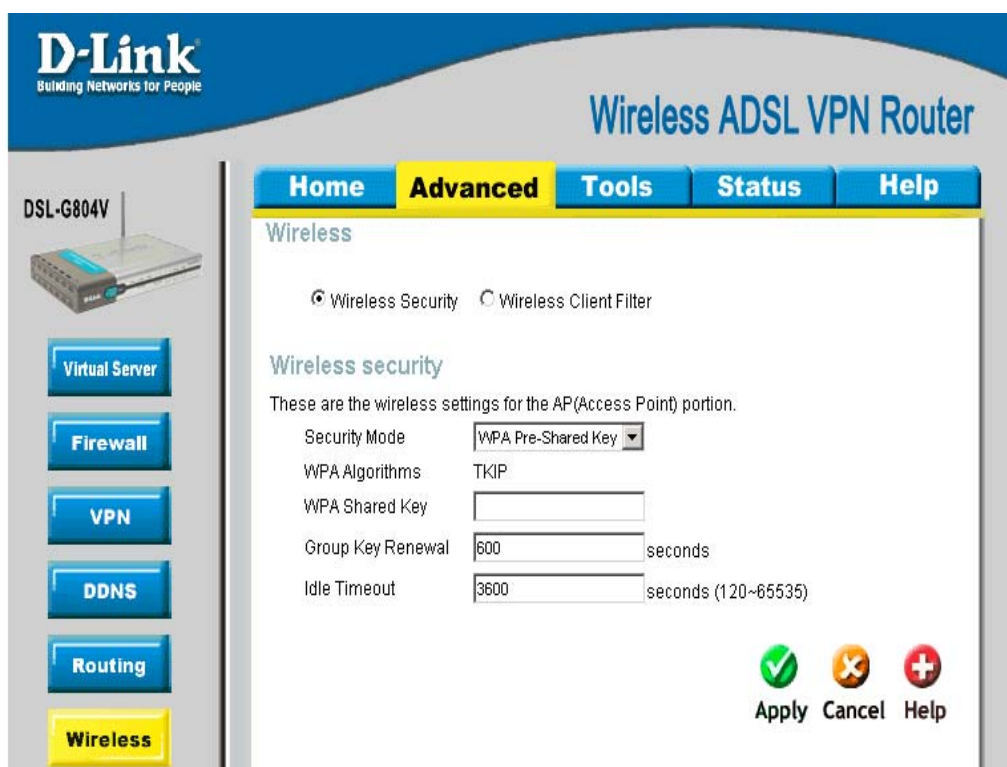 D-Link
Building Networks for People
Wireless ADSL VPN Router
DSL-G804V
Home Advanced Tools Status Help
Virtual Server
Firewall
VPN
DDNS
Routing
Wireless
Wireless
Wireless Security Wireless Client Filter
Wireless security
These are the wireless settings for the AP(Access Point) portion.
Security Mode WPA Pre-Shared Key
WPA Algorithms TKIP
WPA Shared Key
Group Key Renewal 600 seconds
Idle Timeout 3600 seconds (120~65535)
Apply Cancel Help